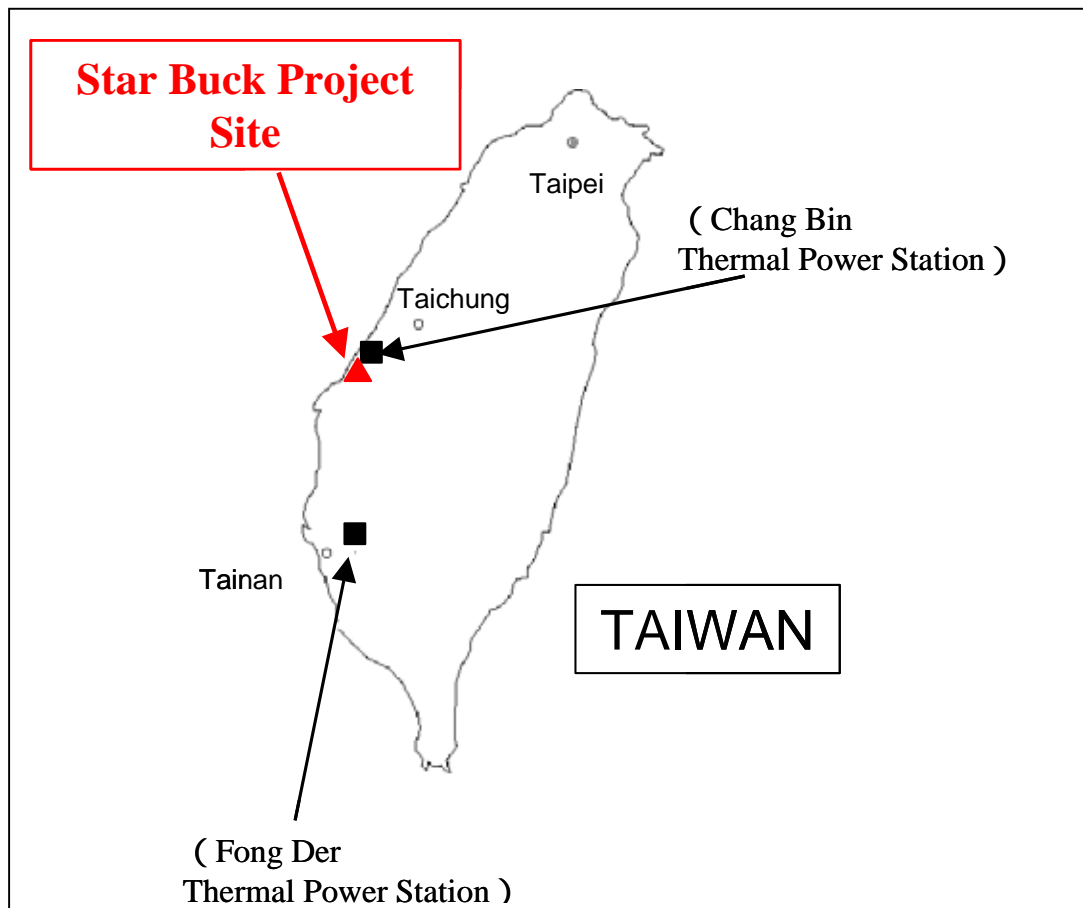 Star Buck Project
Site
Taipei
( Chang Bin
Thermal Power Station )
Taichung
Tainan
TAIWAN
( Fong Der
Thermal Power Station )